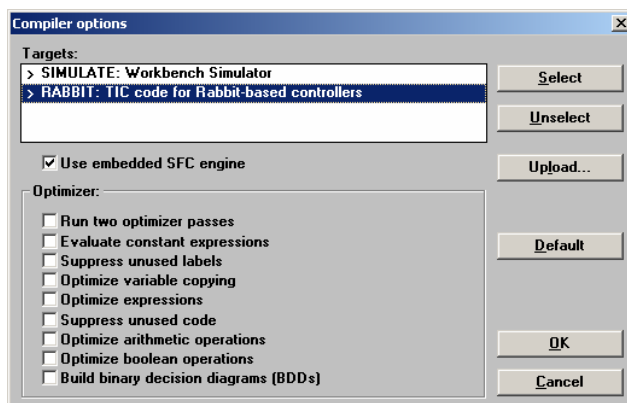 Compiler options
Targets:
> SIMULATE: Workbench Simulator
> RABBIT: TIC code for Rabbit-based controllers
Select
Unselect
Use embedded SFC engine
Upload...
Optimizer:
Run two optimizer passes
Evaluate constant expressions
Default
Suppress unused labels
Optimize variable copying
Optimize expressions
Suppress unused code
Optimize arithmetic operations
OK
Optimize boolean operations
Build binary decision diagrams (BDDs)
Cancel